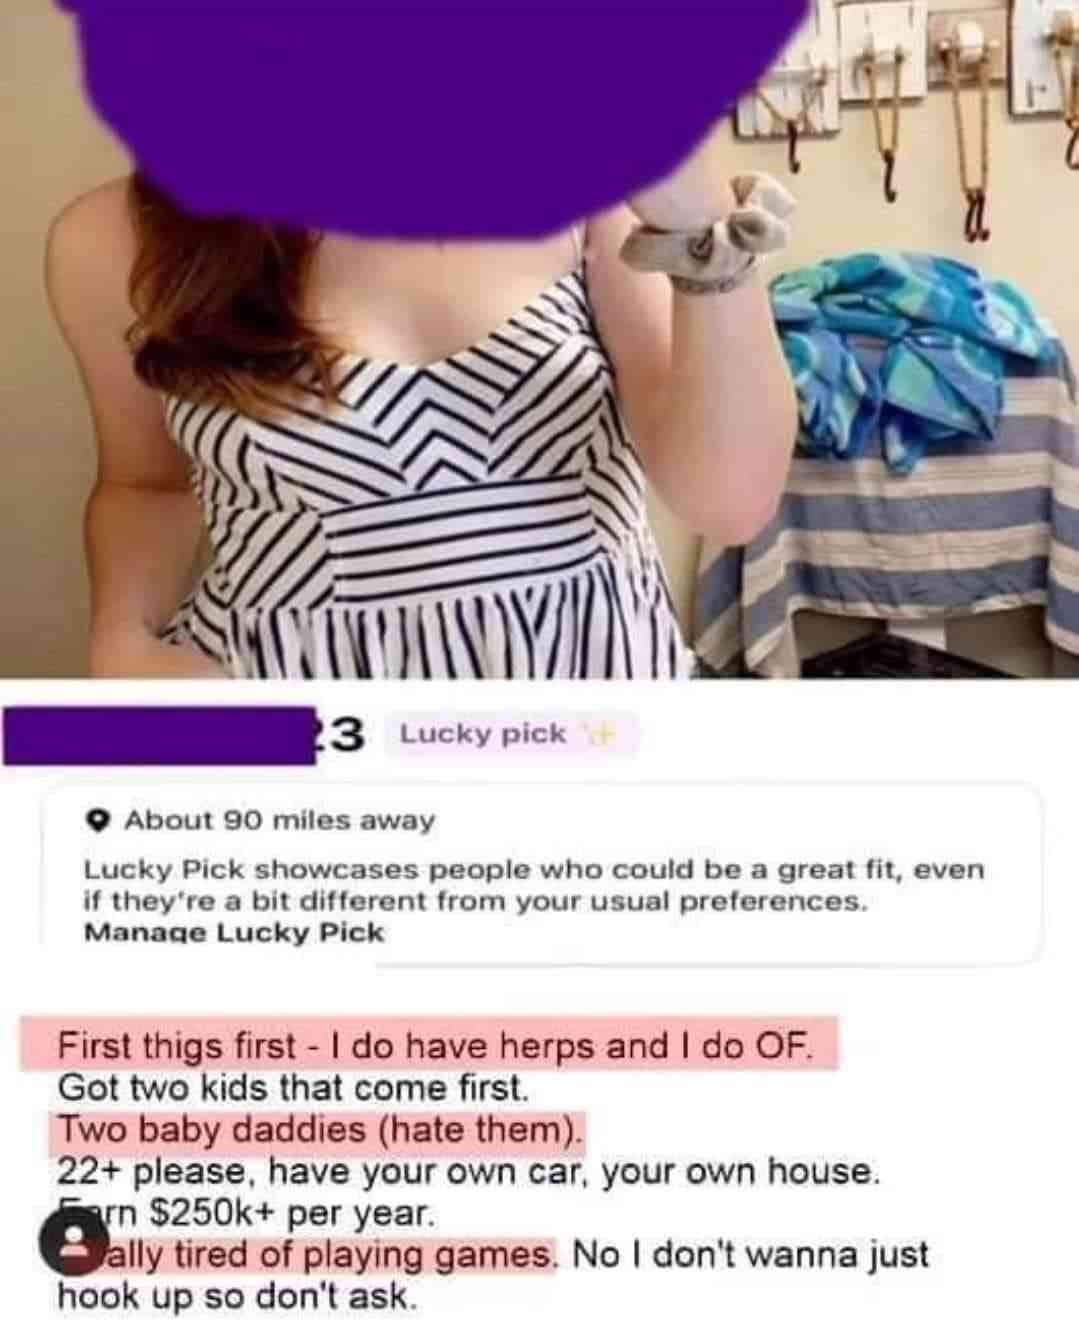 3 Lucky pick
About 90 miles away
Lucky Pick showcases people who could be a great fit, even
if they're a bit different from your usual preferences.
Manage Lucky Pick
First thigs first - I do have herps and I do OF.
Got two kids that come first.
Two baby daddies (hate them).
22+ please, have your own car, your own house.
$250k+ per year.
tired of playing games. No I don't wanna just
hook up so don't ask.